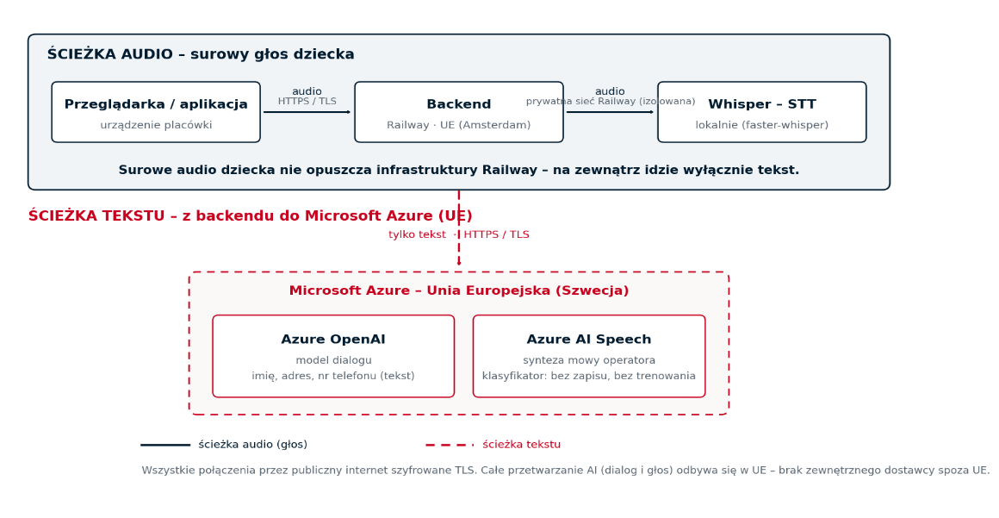 ŚCIEŻKA AUDIO – surowy głos dziecka
Przeglądarka / aplikacja
urządzenie placówki
audio
HTTPS / TLS
Backend
Railway · UE (Amsterdam)
audio
prywatna sieć Railway (izolowana)
Whisper – STT
lokalnie (faster-whisper)
Surowe audio dziecka nie opuszcza infrastruktury Railway – na zewnątrz idzie wyłącznie tekst.
ŚCIEŻKA TEKSTU – z backendu do Microsoft Azure (UE)
tylko tekst · HTTPS / TLS
Microsoft Azure – Unia Europejska (Szwecja)
Azure OpenAI
model dialogu
imię, adres, nr telefonu (tekst)
Azure AI Speech
synteza mowy operatora
klasyfikator: bez zapisu, bez trenowania
ścieżka audio (głos)
ścieżka tekstu
Wszystkie połączenia przez publiczny internet szyfrowane TLS. Całe przetwarzanie AI (dialog i głos) odbywa się w UE – brak zewnętrznego dostawcy spoza UE.